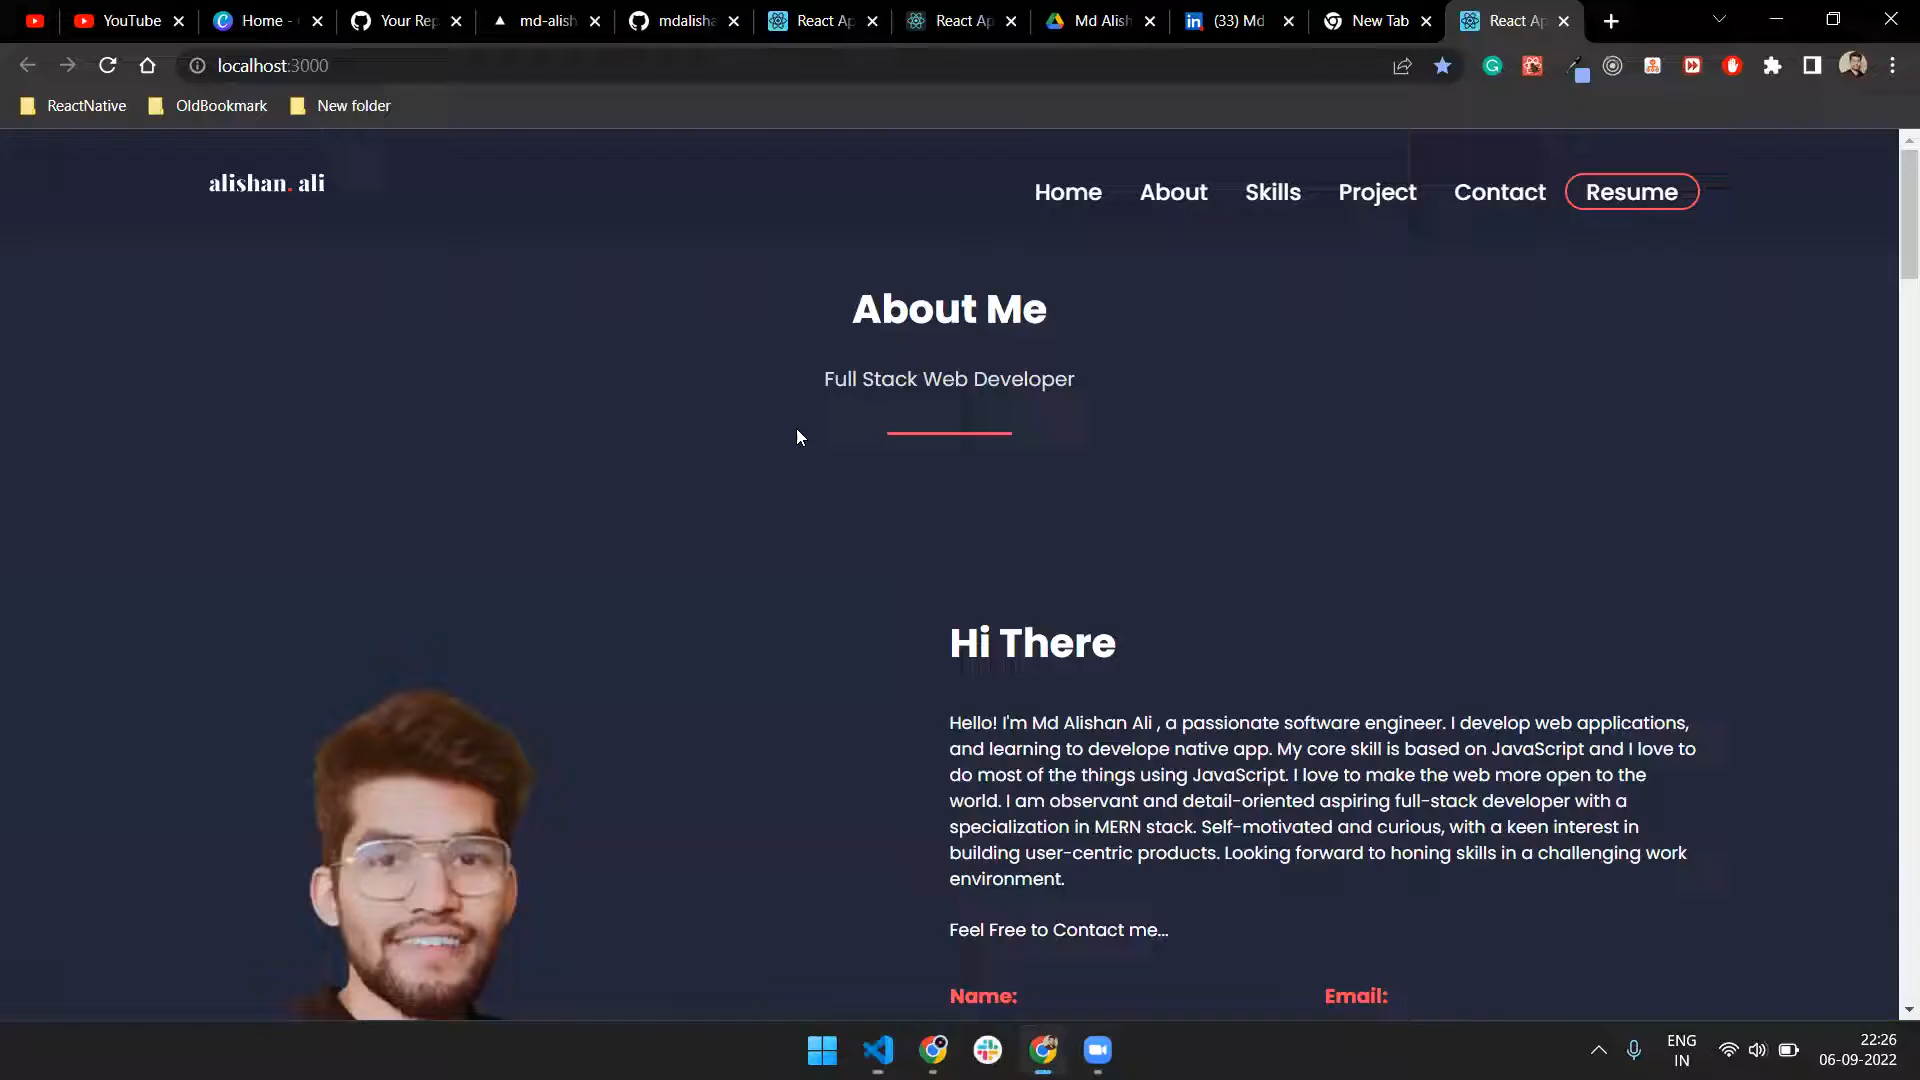 YouTube
Home -
Your Rep
md-alish
mdalisha
React Ap
React Ap
Md Alish
(33) Md
New Tab
React Ap
localhost:3000
ReactNative
OldBookmark
New folder
alishan. ali
Home
About
Skills
Project
Contact
Resume
About Me
Full Stack Web Developer
Hi There
Hello! I'm Md Alishan Ali , a passionate software engineer. I develop web applications,
and learning to develope native app. My core skill is based on JavaScript and I love to
do most of the things using JavaScript. I love to make the web more open to the
world. I am observant and detail-oriented aspiring full-stack developer with a
specialization in MERN stack. Self-motivated and curious, with a keen interest in
building user-centric products. Looking forward to honing skills in a challenging work
environment.
Feel Free to Contact me...
Name:
Email:
ENG
IN
22:26
06-09-2022